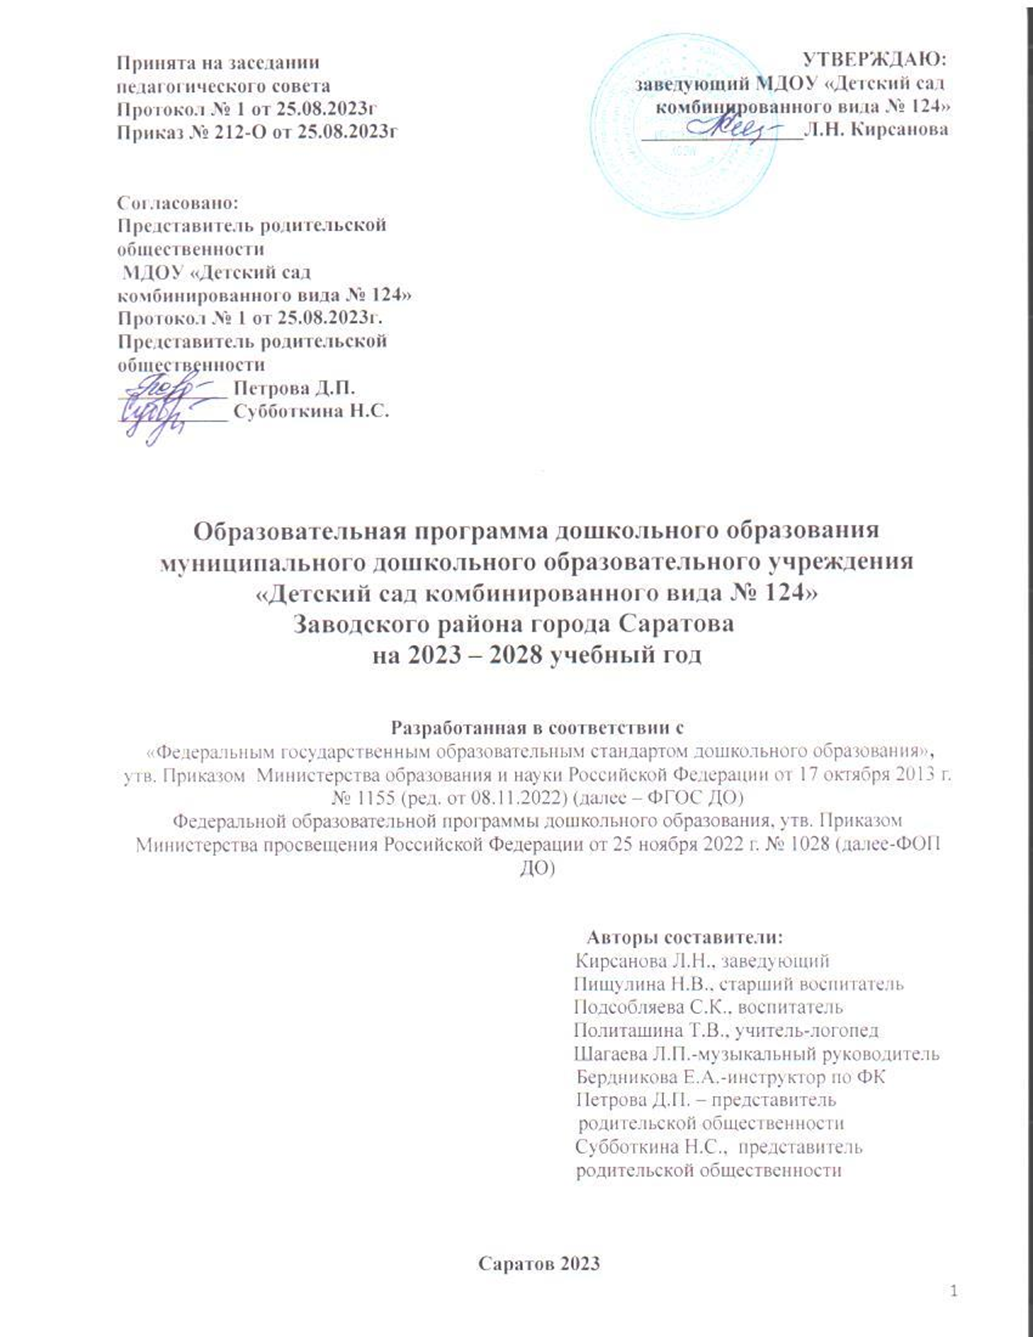 Принята на заседании
педагогического совета
Протокол № 1 от 25.08.2023г
Приказ № 212-О от 25.08.2023г
УТВЕРЖДАЮ:
заведующий МДОУ «Детский сад
комбинированного вида № 124»
Л.Н. Кирсанова
Согласовано:
Представитель родительской
общественности
МДОУ «Детский сад
комбинированного вида № 124»
Протокол № 1 от 25.08.2023г.
Представитель родительской
общественности
Петрова Д.П.
Субботкина Н.С.
Образовательная программа дошкольного образования
муниципального дошкольного образовательного учреждения
«Детский сад комбинированного вида № 124»
Заводского района города Саратова
на 2023 – 2028 учебный год
Разработанная в соответствии с
«Федеральным государственным образовательным стандартом дошкольного образования»,
утв. Приказом Министерства образования и науки Российской Федерации от 17 октября 2013 г.
№ 1155 (ред. от 08.11.2022) (далее – ФГОС ДО)
Федеральной образовательной программы дошкольного образования, утв. Приказом
Министерства просвещения Российской Федерации от 25 ноября 2022 г. № 1028 (далее-ФОП
ДО)
Авторы составители:
Кирсанова Л.Н., заведующий
Пищулина Н.В., старший воспитатель
Подсобляева С.К., воспитатель
Политашина Т.В., учитель-логопед
Шагаева Л.П.-музыкальный руководитель
Бердникова Е.А.-инструктор по ФК
Петрова Д.П. – представитель
родительской общественности
Субботкина Н.С., представитель
родительской общественности
Саратов 2023
1